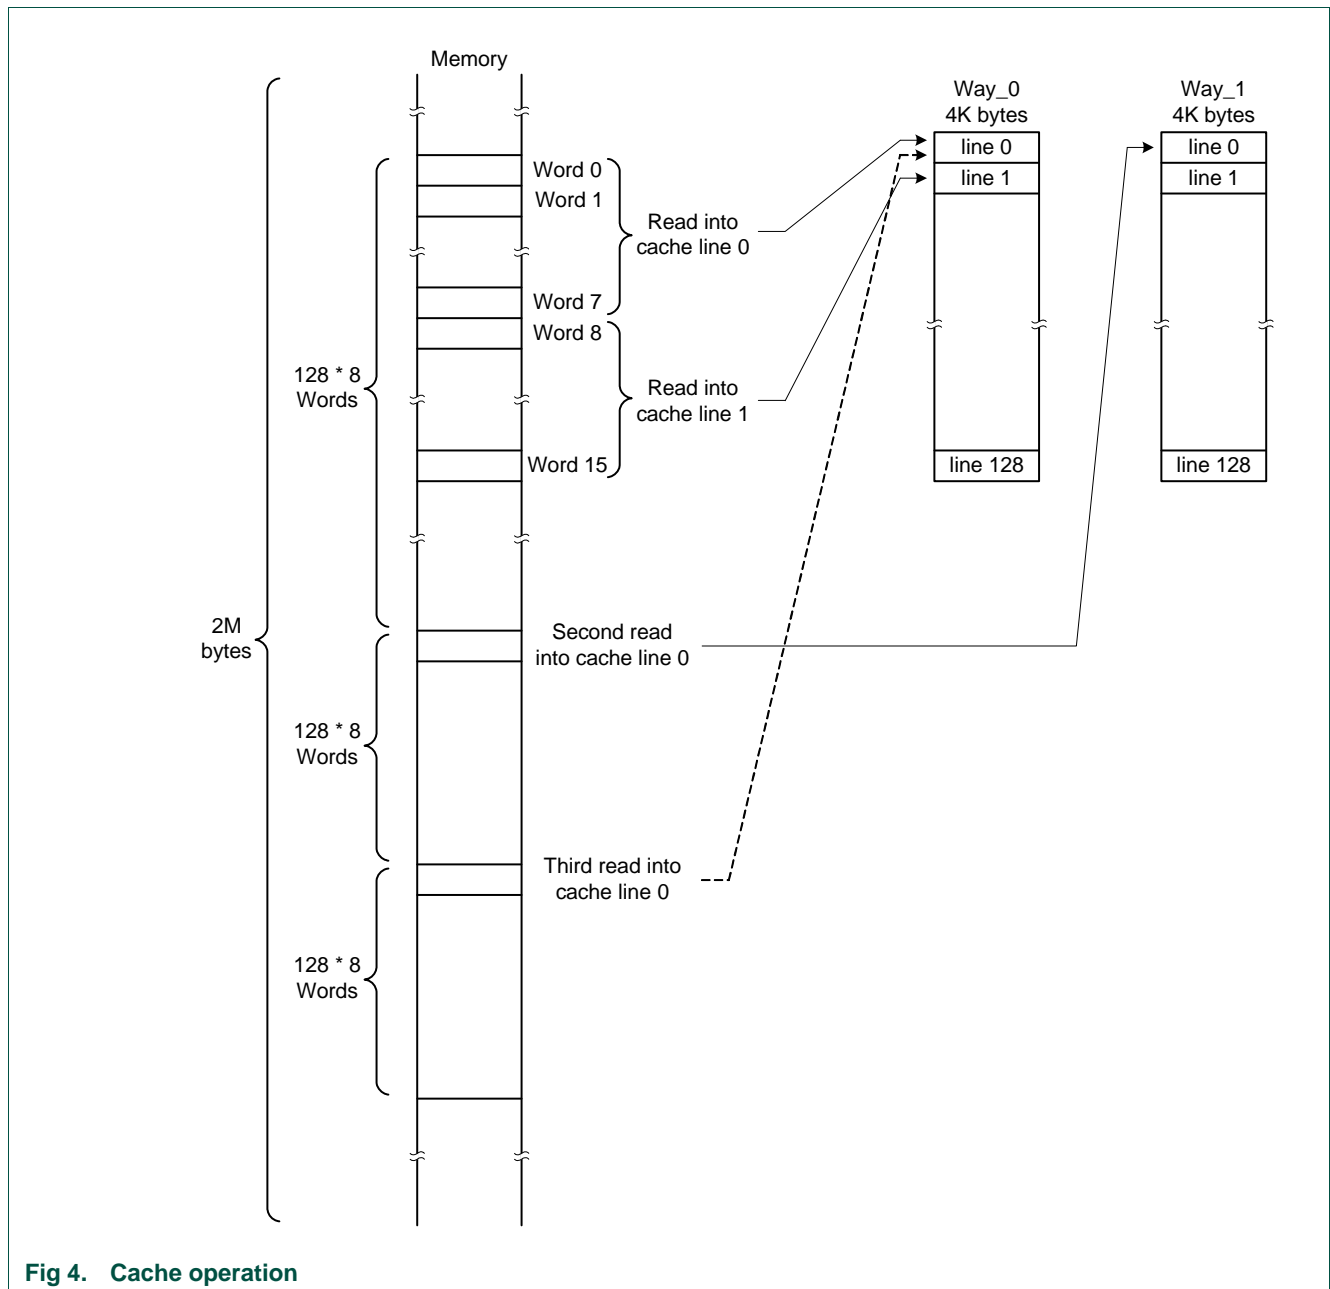 Memory
Way_0
4K bytes
Way_1
4K bytes
line 0
line 0
line 1
line 1
Word 0
Word 1
Read into
cache line 0
Word 7
Word 8
128 * 8
Words
Read into
cache line 1
Word 15
line 128
line 128
2M
bytes
Second read
into cache line 0
128 * 8
Words
Third read into
cache line 0
128 * 8
Words
Fig 4. Cache operation